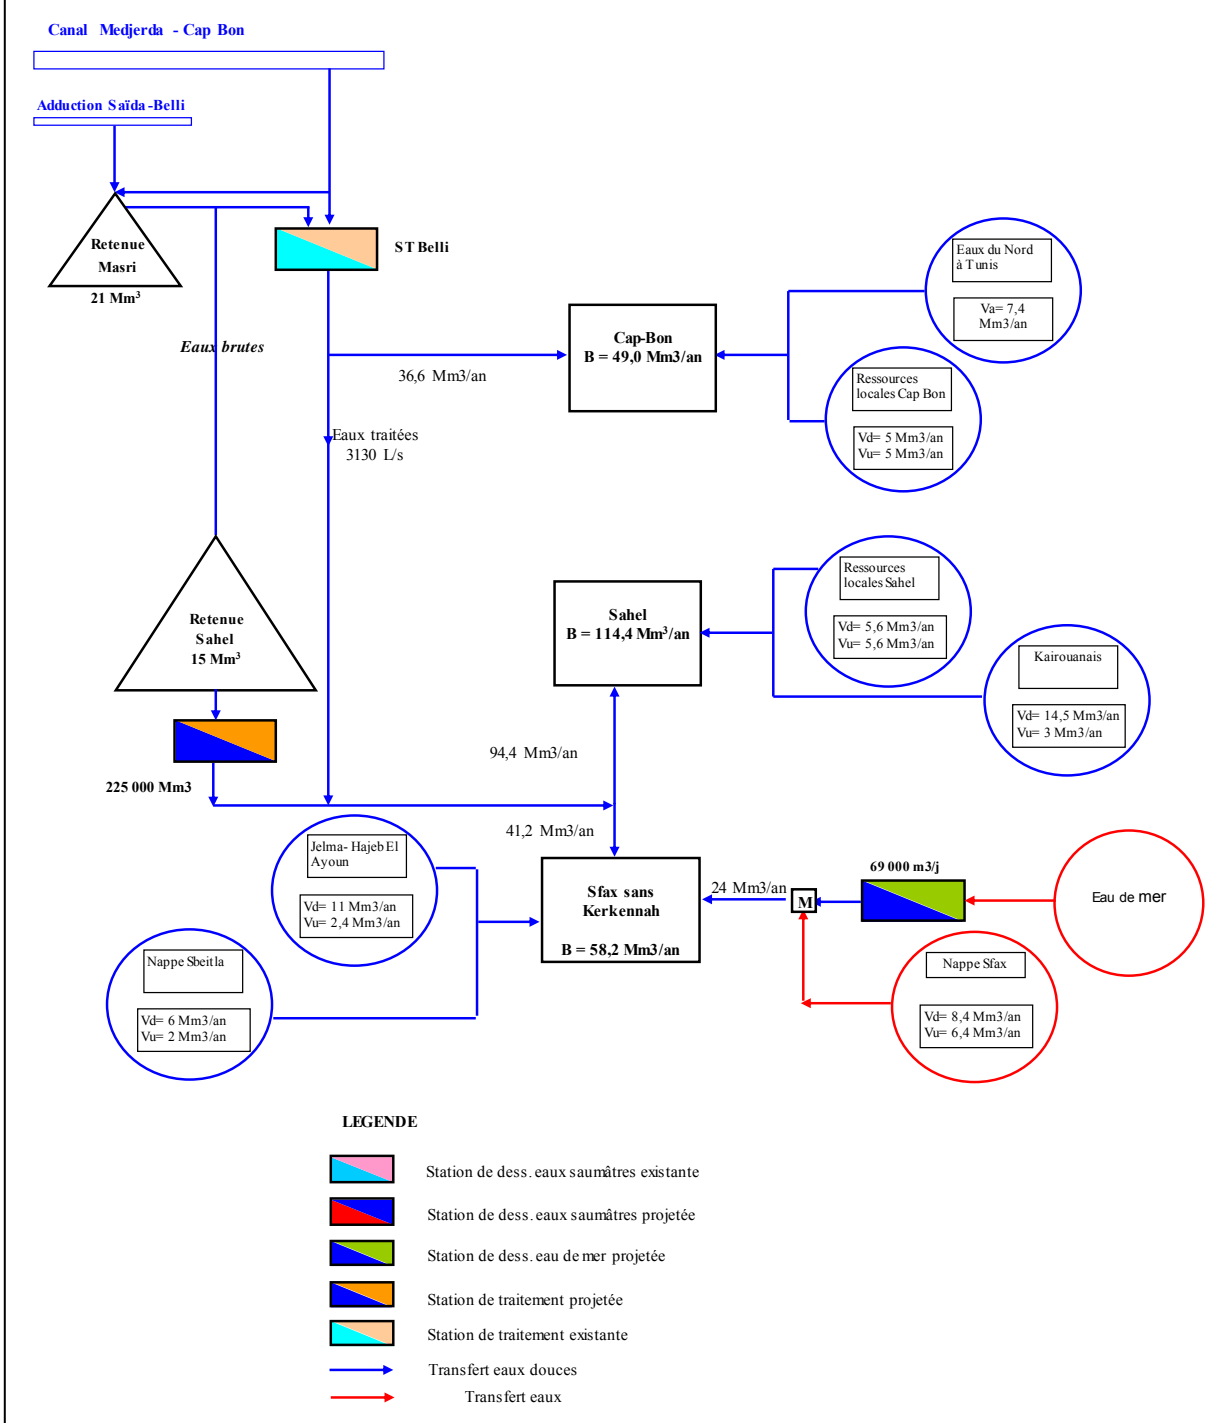 Canal Medjerda - Cap Bon
Adduction Saïda-Belli
Retenue
Masri
21 Mm³
ST Belli
Eaux brutes
36,6 Mm3/an
Cap-Bon
B = 49,0 Mm3/an
Eaux du Nord
à Tunis
Va= 7,4
Mm3/an
Ressources
locales Cap Bon
Vd= 5 Mm3/an
Vu= 5 Mm3/an
Eaux traitées
3130 L/s
Retenue
Sahel
15 Mm³
225 000 Mm3
Sahel
B = 114,4 Mm³/an
Ressources
locales Sahel
Vd= 5,6 Mm3/an
Vu= 5,6 Mm3/an
Kairouanais
Vd= 14,5 Mm3/an
Vu= 3 Mm3/an
94,4 Mm3/an
41,2 Mm3/an
Jelma- Hajeb El
Ayoun
Vd= 11 Mm3/an
Vu= 2,4 Mm3/an
Nappe Sbeitla
Vd= 6 Mm3/an
Vu= 2 Mm3/an
Sfax sans
Kerkennah
B = 58,2 Mm3/an
24 Mm3/an
M
69 000 m3/j
Eau de mer
Nappe Sfax
Vd= 8,4 Mm3/an
Vu= 6,4 Mm3/an
LEGENDE
Station de dess. eaux saumâtres existante
Station de dess. eaux saumâtres projetée
Station de dess. eau de mer projetée
Station de traitement projetée
Station de traitement existante
Transfert eaux douces
Transfert eaux